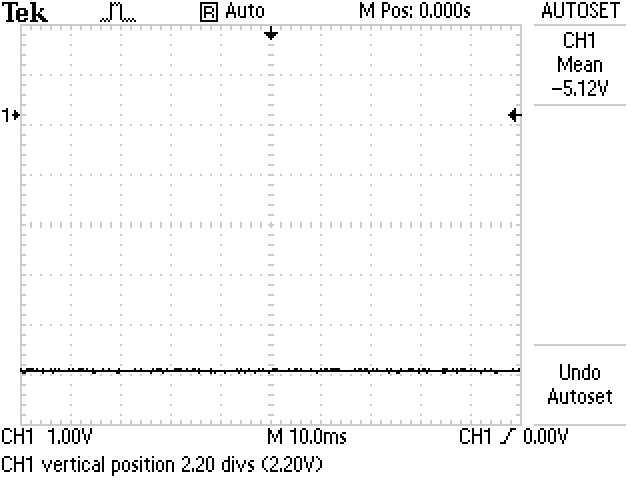 Tek R Auto M Pos: 0.000s AUTOSET
CH1
Mean
-5.12V
1
Undo
Autoset
CH1 1.00V M 10.0ms CH1 0.00V
CH1 vertical position 2.20 divs (2.20V)